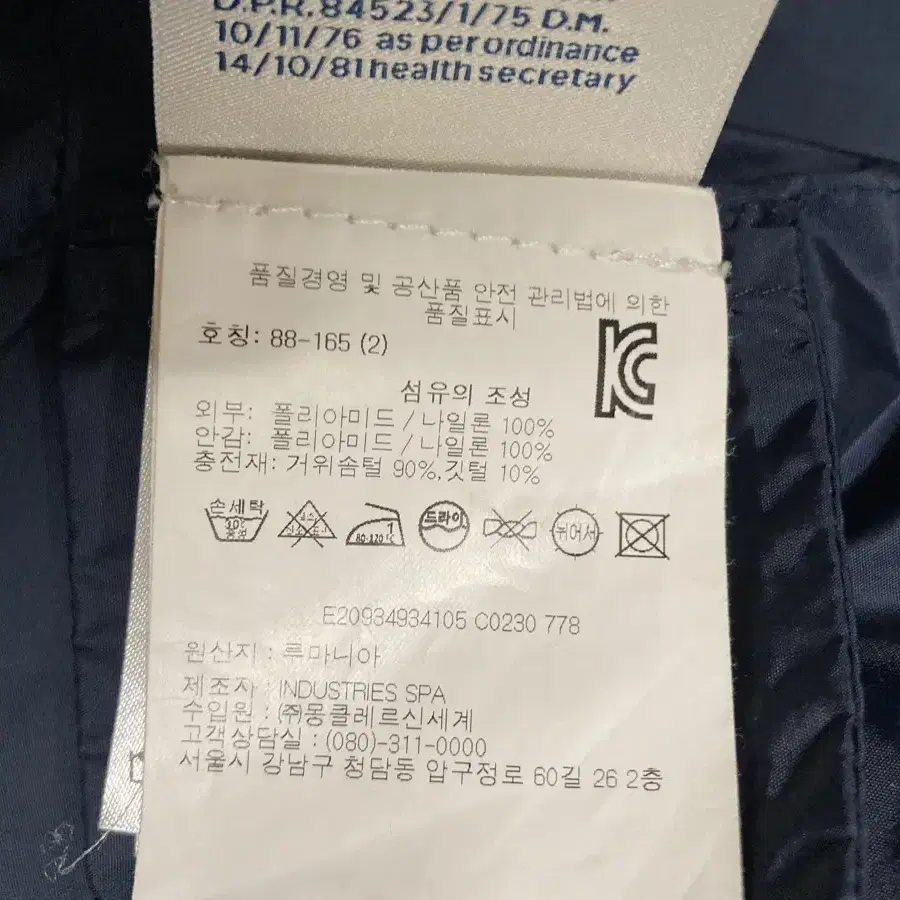 D.P.R. 84523/1/75 D.M.
10/11/76 as per ordinance
14/10/81 health secretary
품질경영 및 공산품 안전 관리법에 의한
품질표시
호칭: 88-165 (2)
섬유의 조성
외부: 폴리아미드 / 나일론 100%
안감: 폴리아미드 / 나일론 100%
충전재: 거위솜털 90%,깃털 10%
손세탁 30℃ 중성
80-120℃
드라이
뉘어서
E20934934105 C0230 778
원산지 : 루마니아
제조자 : INDUSTRIES SPA
수입원 : ㈜몽클레르신세계
고객상담실 : (080)-311-0000
서울시 강남구 청담동 압구정로 60길 26 2층